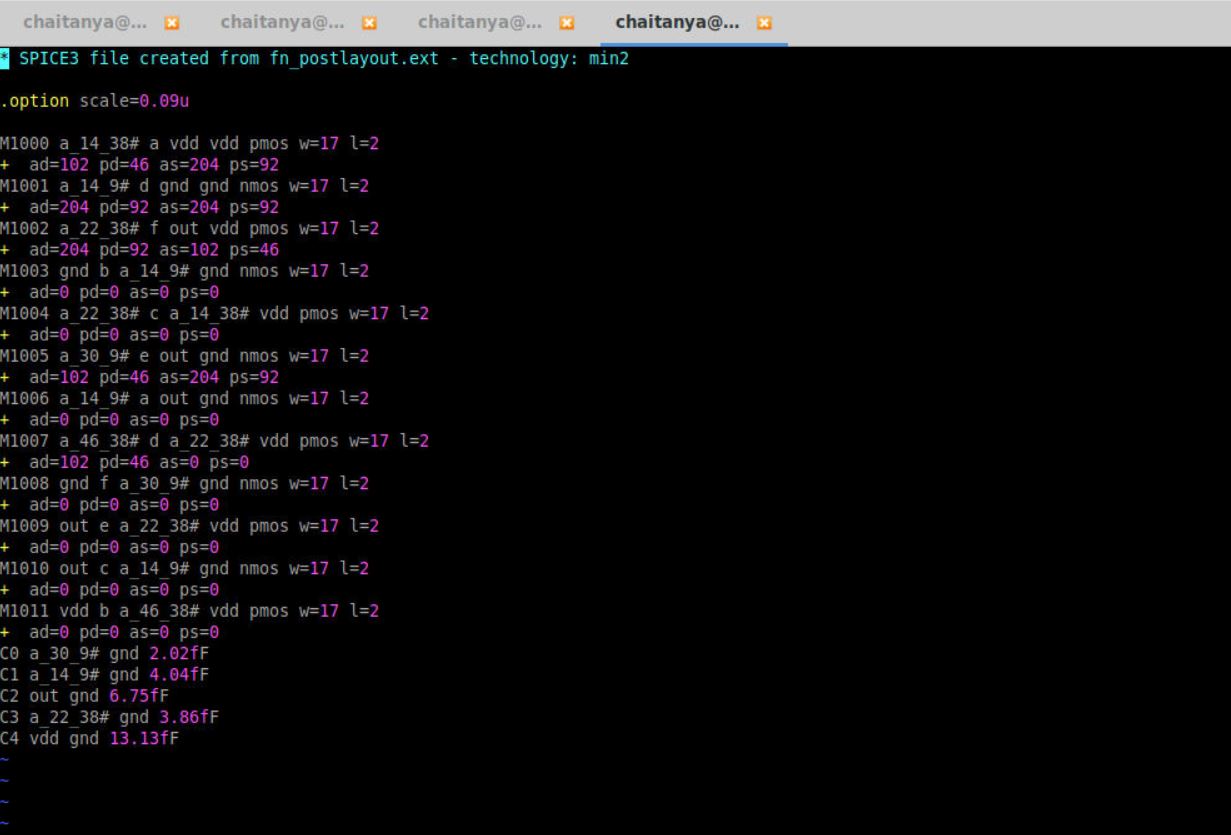 chaitanya@... chaitanya@... chaitanya@... chaitanya@...
* SPICE3 file created from fn_postlayout.ext - technology: min2
.option scale=0.09u
M1000 a_14_38# a vdd vdd pmos w=17 l=2
+ ad=102 pd=46 as=204 ps=92
M1001 a_14_9# d gnd gnd nmos w=17 l=2
+ ad=204 pd=92 as=204 ps=92
M1002 a_22_38# f out vdd pmos w=17 l=2
+ ad=204 pd=92 as=102 ps=46
M1003 gnd b a_14_9# gnd nmos w=17 l=2
+ ad=0 pd=0 as=0 ps=0
M1004 a_22_38# c a_14_38# vdd pmos w=17 l=2
+ ad=0 pd=0 as=0 ps=0
M1005 a_30_9# e out gnd nmos w=17 l=2
+ ad=102 pd=46 as=204 ps=92
M1006 a_14_9# a out gnd nmos w=17 l=2
+ ad=0 pd=0 as=0 ps=0
M1007 a_46_38# d a_22_38# vdd pmos w=17 l=2
+ ad=102 pd=46 as=0 ps=0
M1008 gnd f a_30_9# gnd nmos w=17 l=2
+ ad=0 pd=0 as=0 ps=0
M1009 out e a_22_38# vdd pmos w=17 l=2
+ ad=0 pd=0 as=0 ps=0
M1010 out c a_14_9# gnd nmos w=17 l=2
+ ad=0 pd=0 as=0 ps=0
M1011 vdd b a_46_38# vdd pmos w=17 l=2
+ ad=0 pd=0 as=0 ps=0
C0 a_30_9# gnd 2.02fF
C1 a_14_9# gnd 4.04fF
C2 out gnd 6.75fF
C3 a_22_38# gnd 3.86fF
C4 vdd gnd 13.13fF
~
~
~
~